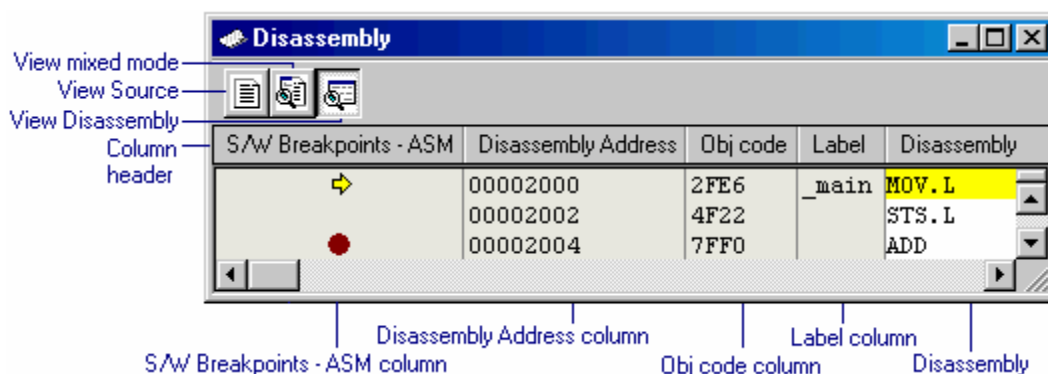 Disassembly
View mixed mode
View Source
View Disassembly
Column header
S/W Breakpoints - ASM Disassembly Address Obj code Label Disassembly
00002000 2FE6 _main MOV.L
00002002 4F22 STS.L
00002004 7FF0 ADD
Disassembly Address column Label column
S/W Breakpoints - ASM column Obj code column Disassembly